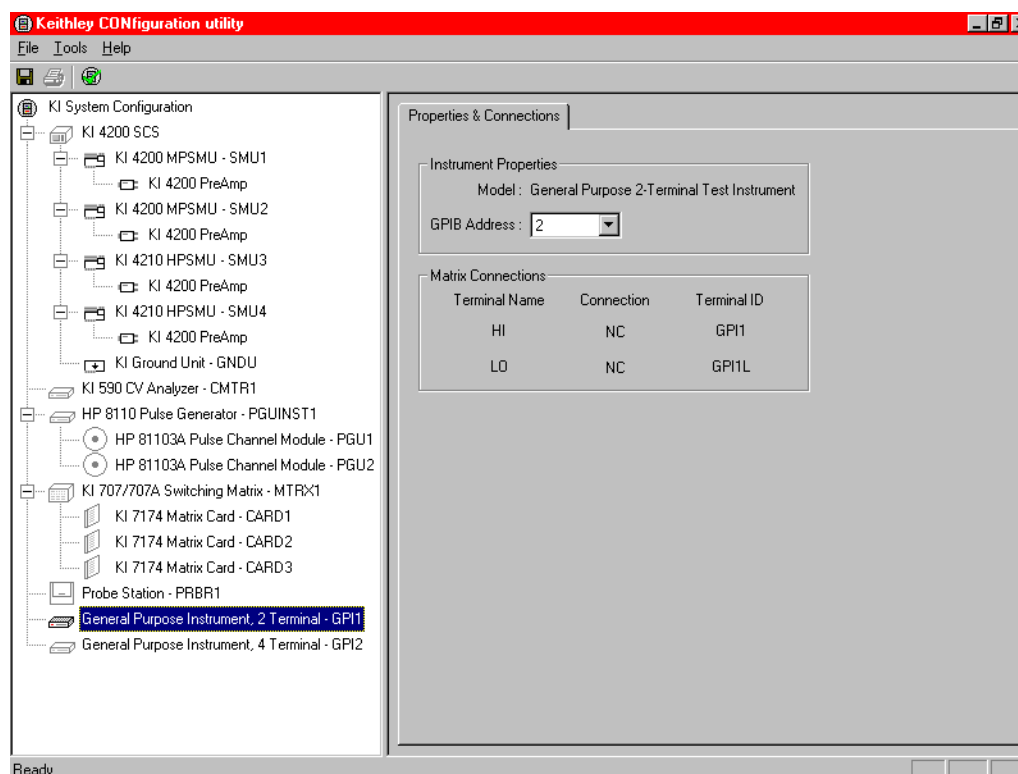 Keithley CONfiguration utility
File Tools Help
KI System Configuration
KI 4200 SCS
KI 4200 MPSMU - SMU1
KI 4200 PreAmp
KI 4200 MPSMU - SMU2
KI 4200 PreAmp
KI 4210 HPSMU - SMU3
KI 4200 PreAmp
KI 4210 HPSMU - SMU4
KI 4200 PreAmp
KI Ground Unit - GNDU
KI 590 CV Analyzer - CMTR1
HP 8110 Pulse Generator - PGUINST1
HP 81103A Pulse Channel Module - PGU1
HP 81103A Pulse Channel Module - PGU2
KI 707/707A Switching Matrix - MTRX1
KI 7174 Matrix Card - CARD1
KI 7174 Matrix Card - CARD2
KI 7174 Matrix Card - CARD3
Probe Station - PRBR1
General Purpose Instrument, 2 Terminal - GPI1
General Purpose Instrument, 4 Terminal - GPI2
Properties & Connections
Instrument Properties
Model : General Purpose 2-Terminal Test Instrument
GPIB Address : 2
Matrix Connections
Terminal Name Connection Terminal ID
HI NC GPI1
LO NC GPI1L
Ready